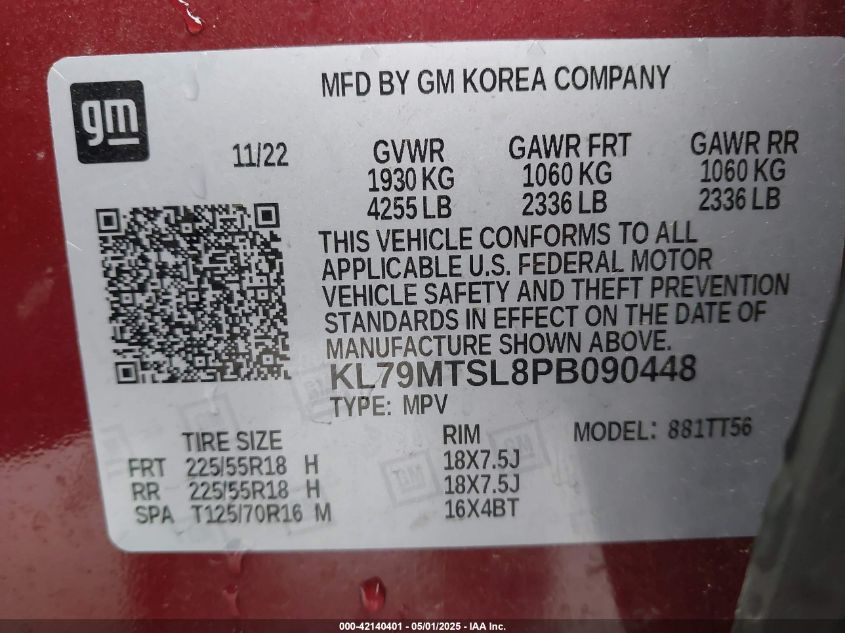 gm
MFD BY GM KOREA COMPANY
11/22
GVWR GAWR FRT GAWR RR
1930 KG 1060 KG 1060 KG
4255 LB 2336 LB 2336 LB
THIS VEHICLE CONFORMS TO ALL
APPLICABLE U.S. FEDERAL MOTOR
VEHICLE SAFETY AND THEFT PREVENTION
STANDARDS IN EFFECT ON THE DATE OF
MANUFACTURE SHOWN ABOVE.
KL79MTSL8PB090448
TYPE: MPV
TIRE SIZE RIM MODEL: 881TT56
FRT 225/55R18 H 18X7.5J
RR 225/55R18 H 18X7.5J
SPA T125/70R16 M 16X4BT
000-42140401 - 05/01/2025 - IAA Inc.